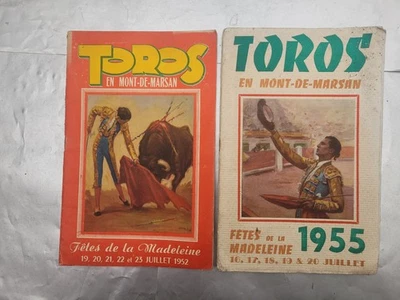 TOROS
EN MONT-DE-MARSAN
Fêtes de la Madeleine
19, 20, 21, 22 et 23 JUILLET 1952
TOROS
EN MONT-DE-MARSAN
FÊTES DE LA
MADELEINE 1955
16, 17, 18, 19 & 20 JUILLET